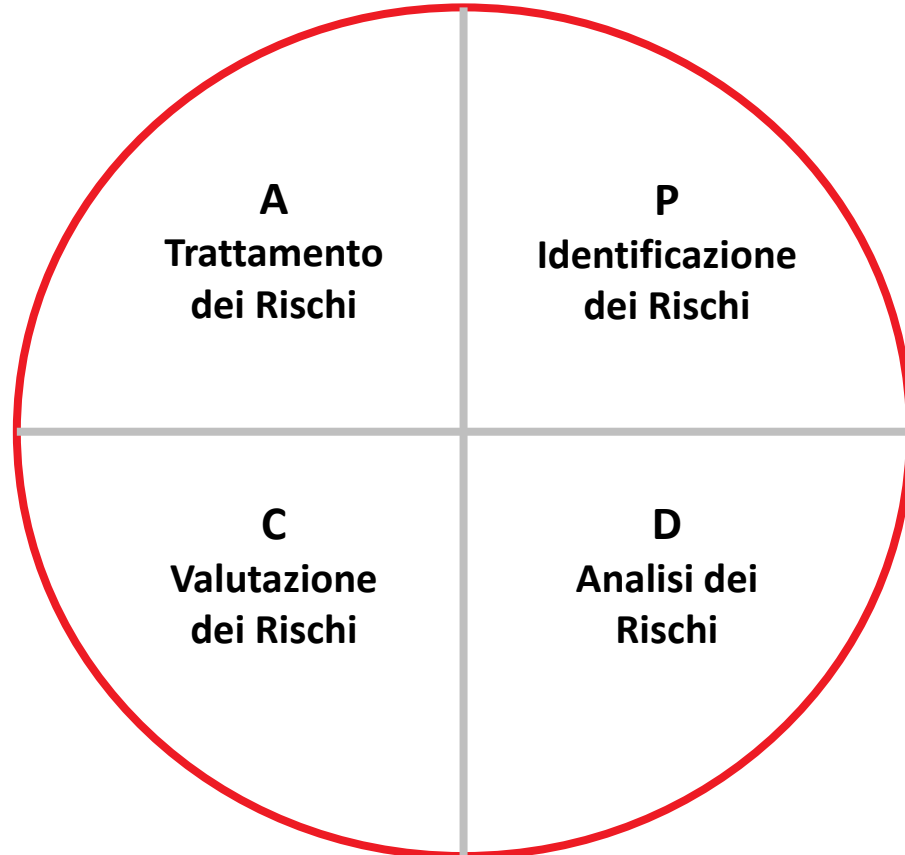 A
Trattamento
dei Rischi
P
Identificazione
dei Rischi
C
Valutazione
dei Rischi
D
Analisi dei
Rischi